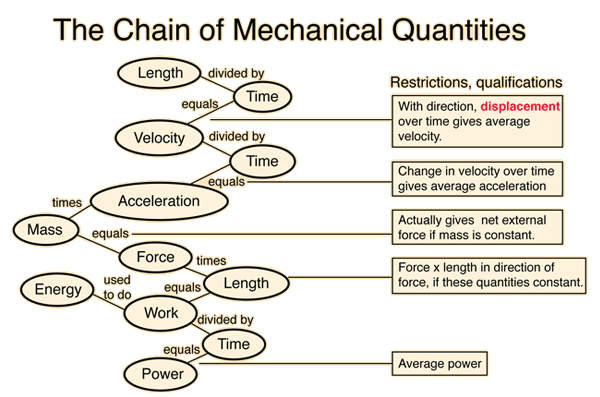 The Chain of Mechanical Quantities
Length
divided by
Time
Restrictions, qualifications
equals
With direction, displacement
over time gives average
velocity.
Velocity
divided by
Time
equals
Change in velocity over time
gives average acceleration
times
Acceleration
Mass
equals
Actually gives net external
force if mass is constant.
Force
times
Force x length in direction of
force, if these quantities constant.
Energy
used
to do
equals
Length
Work
divided by
Time
equals
Power
Average power